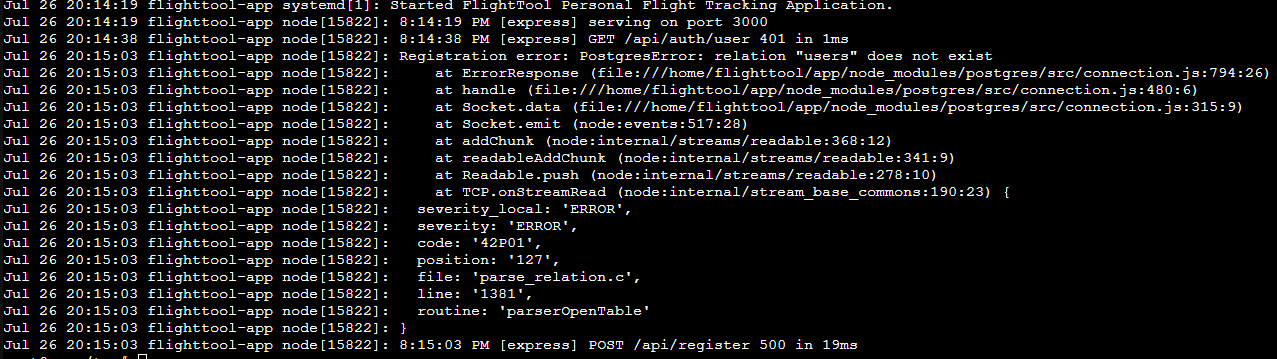 Jul 26 20:14:19 flighttool-app systemd[1]: Started FlightTool Personal Flight Tracking Application.
Jul 26 20:14:19 flighttool-app node[15822]: 8:14:19 PM [express] serving on port 3000
Jul 26 20:14:38 flighttool-app node[15822]: 8:14:38 PM [express] GET /api/auth/user 401 in 1ms
Jul 26 20:15:03 flighttool-app node[15822]: Registration error: PostgresError: relation "users" does not exist
Jul 26 20:15:03 flighttool-app node[15822]:     at ErrorResponse (file:///home/flighttool/app/node_modules/postgres/src/connection.js:794:26)
Jul 26 20:15:03 flighttool-app node[15822]:     at handle (file:///home/flighttool/app/node_modules/postgres/src/connection.js:480:6)
Jul 26 20:15:03 flighttool-app node[15822]:     at Socket.data (file:///home/flighttool/app/node_modules/postgres/src/connection.js:315:9)
Jul 26 20:15:03 flighttool-app node[15822]:     at Socket.emit (node:events:517:28)
Jul 26 20:15:03 flighttool-app node[15822]:     at addChunk (node:internal/streams/readable:368:12)
Jul 26 20:15:03 flighttool-app node[15822]:     at readableAddChunk (node:internal/streams/readable:341:9)
Jul 26 20:15:03 flighttool-app node[15822]:     at Readable.push (node:internal/streams/readable:278:10)
Jul 26 20:15:03 flighttool-app node[15822]:     at TCP.onStreamRead (node:internal/stream_base_commons:190:23) {
Jul 26 20:15:03 flighttool-app node[15822]:   severity_local: 'ERROR',
Jul 26 20:15:03 flighttool-app node[15822]:   severity: 'ERROR',
Jul 26 20:15:03 flighttool-app node[15822]:   code: '42P01',
Jul 26 20:15:03 flighttool-app node[15822]:   position: '127',
Jul 26 20:15:03 flighttool-app node[15822]:   file: 'parse_relation.c',
Jul 26 20:15:03 flighttool-app node[15822]:   line: '1381',
Jul 26 20:15:03 flighttool-app node[15822]:   routine: 'parserOpenTable'
Jul 26 20:15:03 flighttool-app node[15822]: }
Jul 26 20:15:03 flighttool-app node[15822]: 8:15:03 PM [express] POST /api/register 500 in 19ms